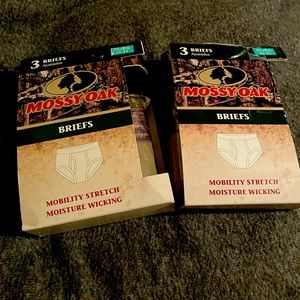 3 BRIEFS
MOSSY OAK
BRIEFS
MOBILITY STRETCH
MOISTURE WICKING
3 BRIEFS
MOSSY OAK
BRIEFS
MOBILITY STRETCH
MOISTURE WICKING